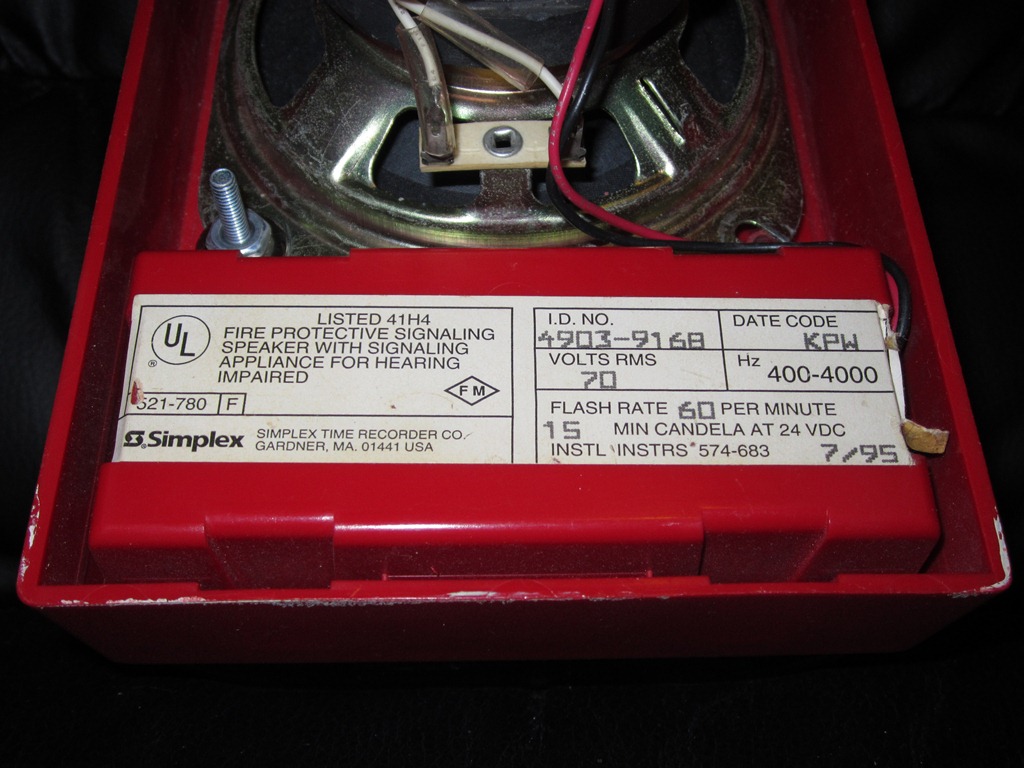 UL
®
LISTED 41H4
FIRE PROTECTIVE SIGNALING
SPEAKER WITH SIGNALING
APPLIANCE FOR HEARING
IMPAIRED
FM
521-780 F
Simplex
SIMPLEX TIME RECORDER CO.
GARDNER, MA. 01441 USA
I.D. NO.
4903-9168
DATE CODE
KPW
VOLTS RMS
70
Hz 400-4000
FLASH RATE 60 PER MINUTE
15 MIN CANDELA AT 24 VDC
INSTL INSTRS 574-683 7/95